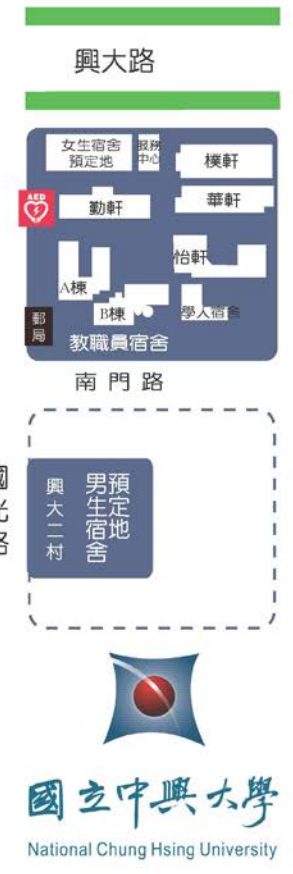 興大路
女生宿舍
預定地
服務
中心
樸軒
AED
勤軒
華軒
怡軒
A棟
B棟
學人宿舍
郵局
教職員宿舍
南門路
國光路
興大二村
男生宿舍
預定地
國立中興大學
National Chung Hsing University